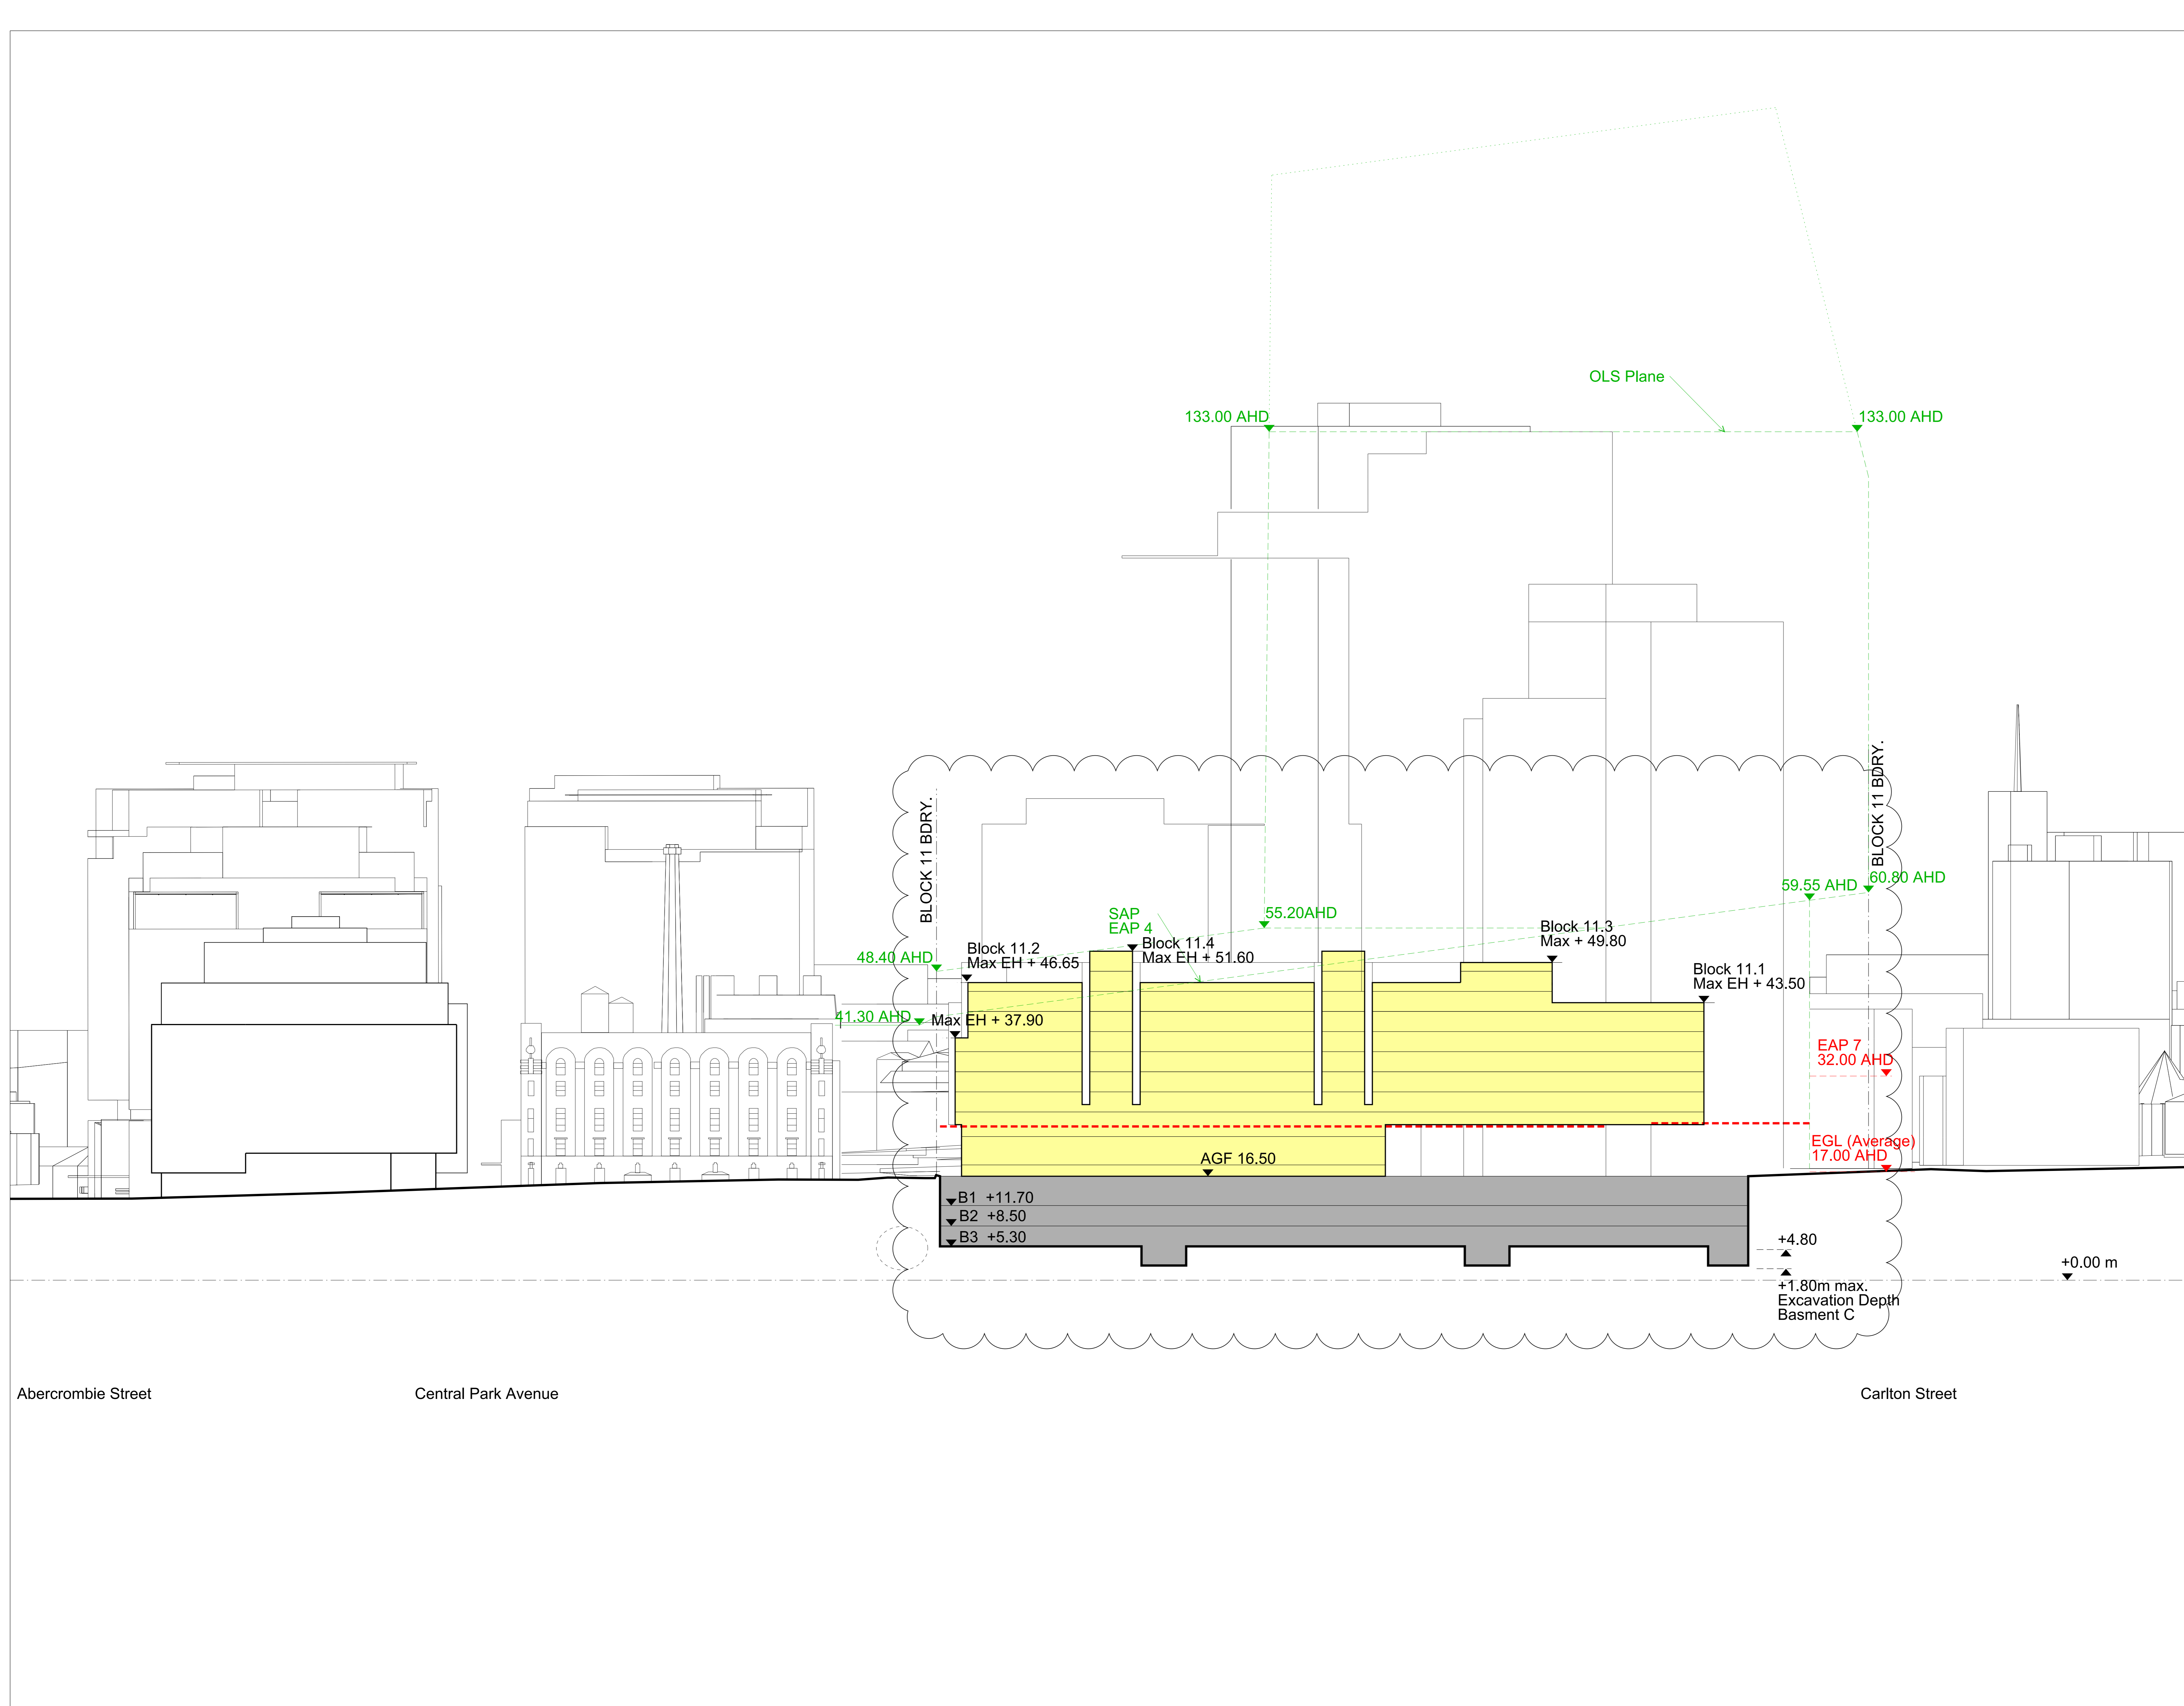 OLS Plane
133.00 AHD
133.00 AHD
BLOCK 11 BDRY.
BLOCK 11 BDRY.
59.55 AHD
60.80 AHD
SAP
EAP 4
55.20AHD
Block 11.2
Max EH + 46.65
Block 11.4
Max EH + 51.60
Block 11.3
Max + 49.80
48.40 AHD
Block 11.1
Max EH + 43.50
41.30 AHD
Max EH + 37.90
EAP 7
32.00 AHD
EGL (Average)
17.00 AHD
AGF 16.50
B1 +11.70
B2 +8.50
B3 +5.30
+4.80
+0.00 m
+1.80m max.
Excavation Depth
Basment C
Abercrombie Street
Central Park Avenue
Carlton Street